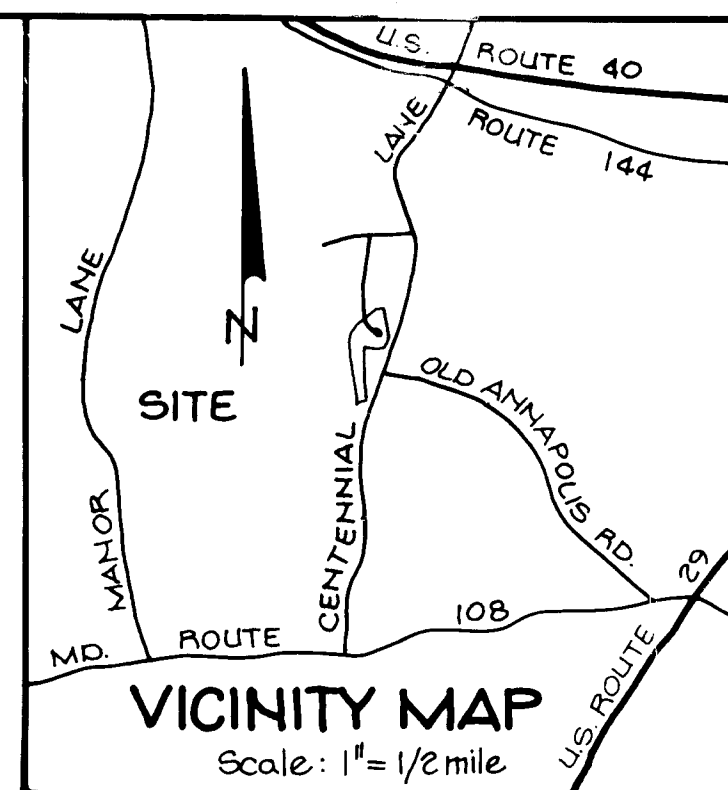 U.S. ROUTE 40
ROUTE 144
LANE
LANE
N
SITE
OLD ANNAPOLIS RD.
CENTENNIAL
MANOR
29
108
MD. ROUTE
U.S. ROUTE
VICINITY MAP
Scale: 1"= 1/2 mile